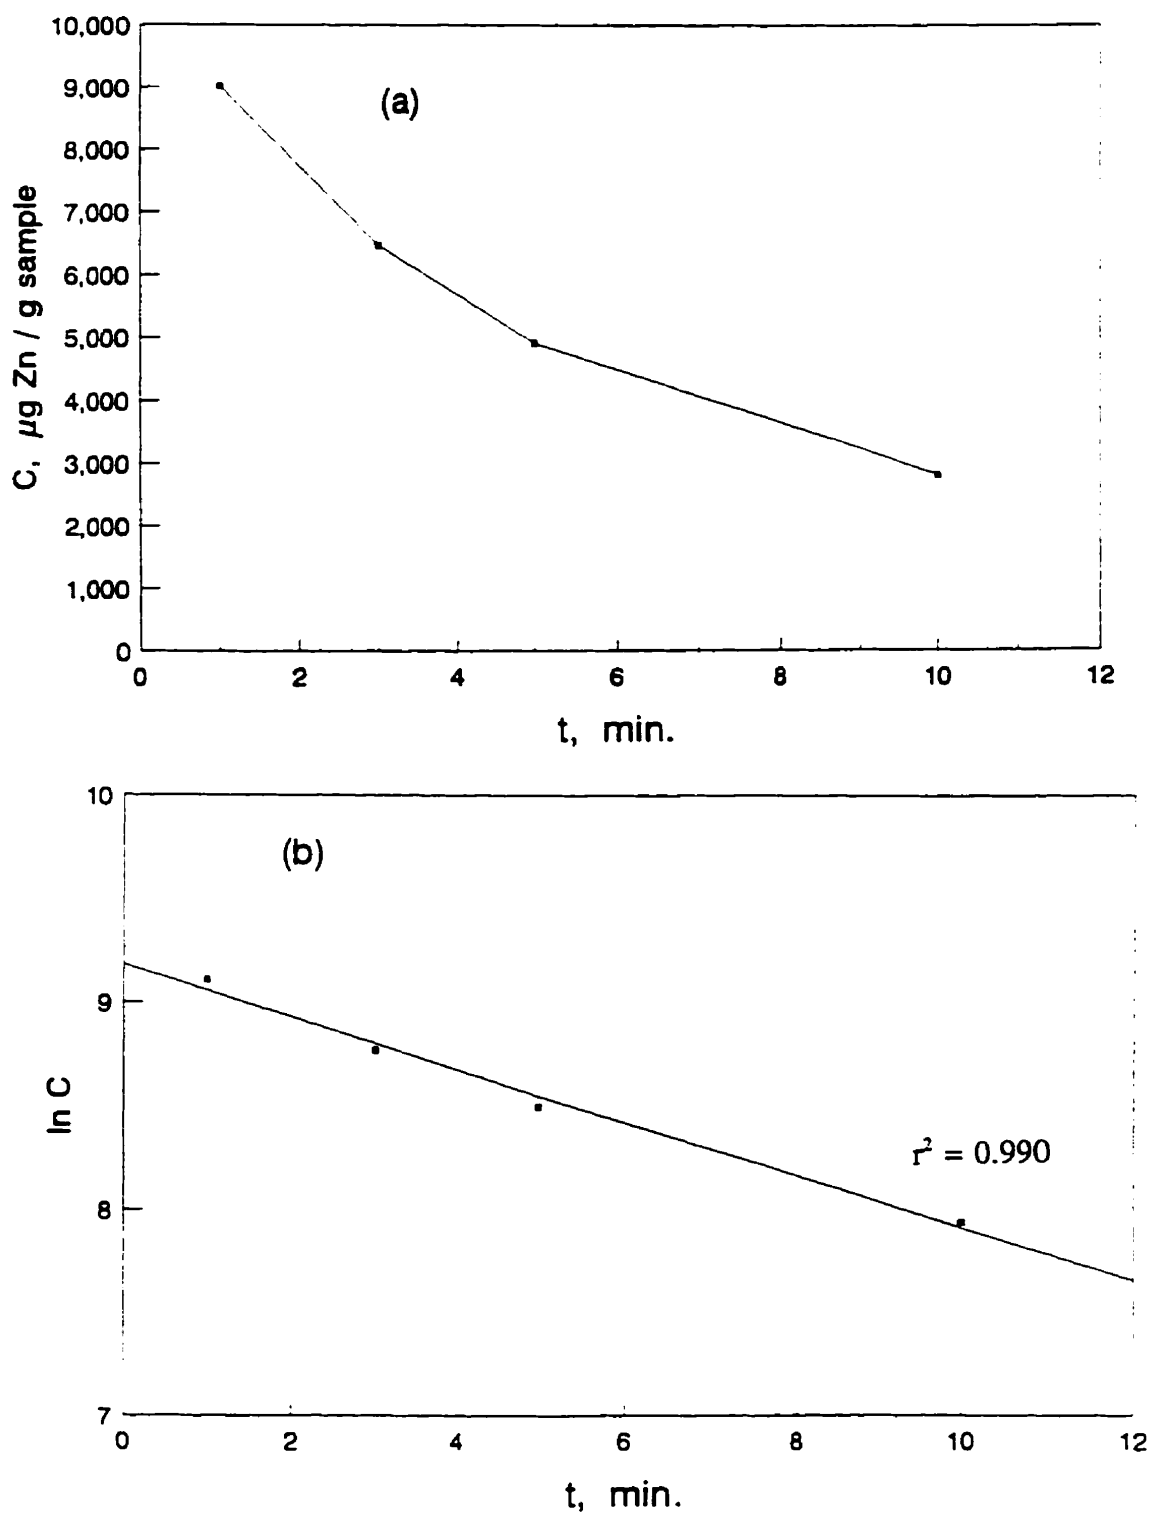 10,000
(a)
9,000
8,000
7,000
6,000
5,000
4,000
3,000
2,000
1,000
0
C, µg Zn / g sample
0 2 4 6 8 10 12
t, min.
10
(b)
9
ln C
r² = 0.990
8
7
0 2 4 6 8 10 12
t, min.